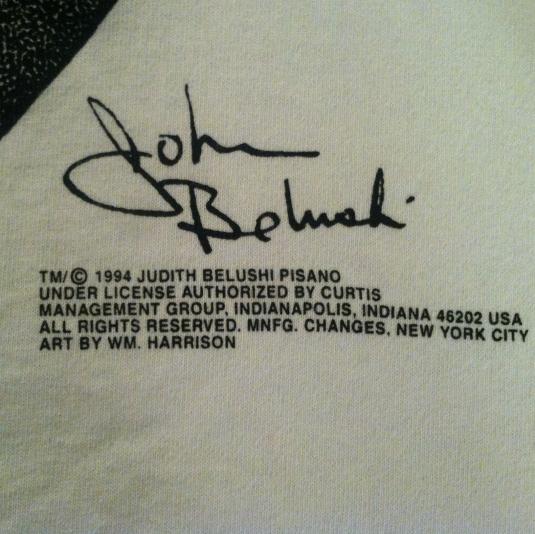 John
Belushi
TM/© 1994 JUDITH BELUSHI PISANO
UNDER LICENSE AUTHORIZED BY CURTIS
MANAGEMENT GROUP, INDIANAPOLIS, INDIANA 46202 USA
ALL RIGHTS RESERVED. MNFG. CHANGES, NEW YORK CITY
ART BY WM. HARRISON